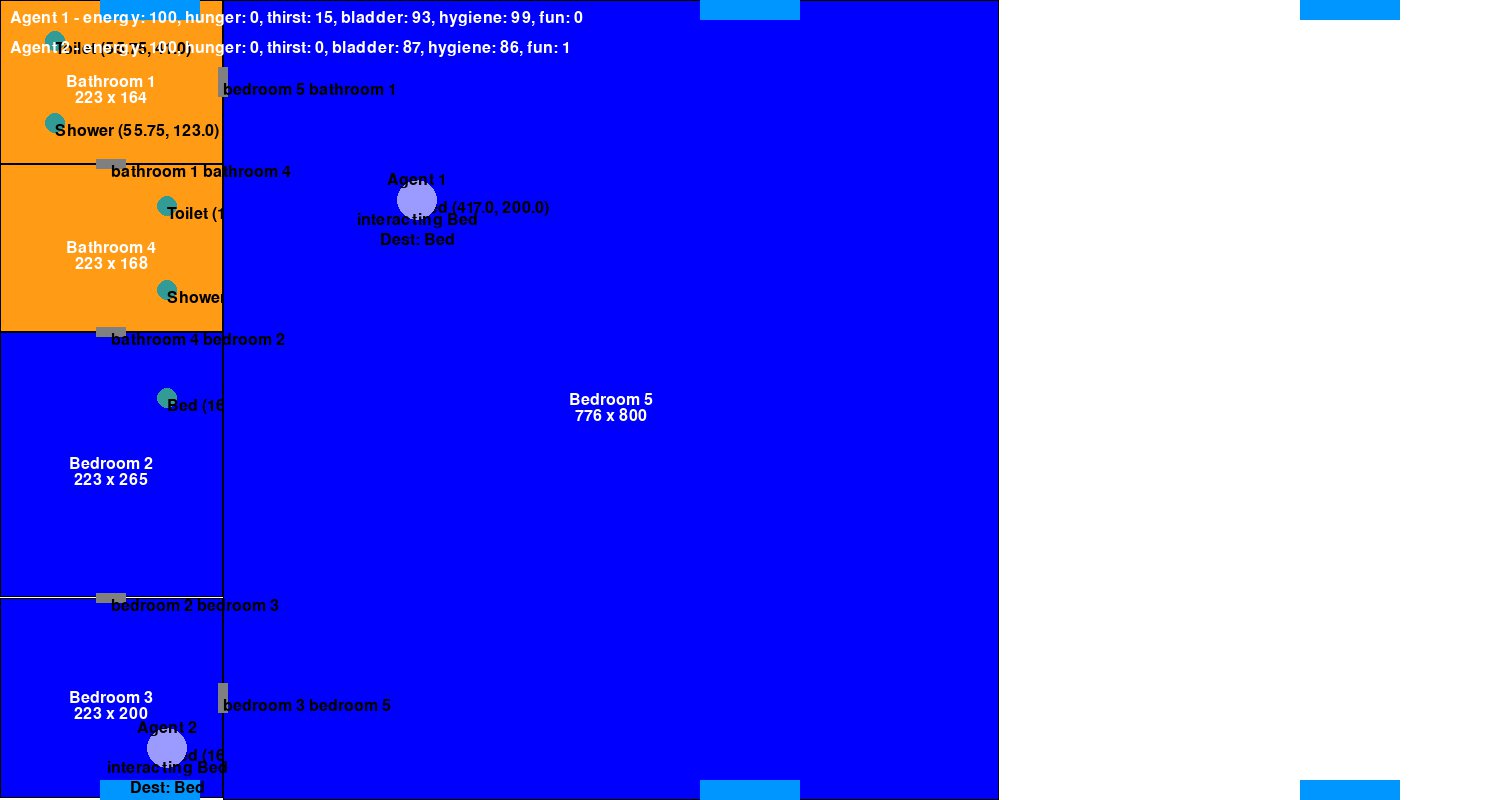 Agent 1 - energy: 100, hunger: 0, thirst: 15, bladder: 93, hygiene: 99, fun: 0
Agent 2 - energy: 100, hunger: 0, thirst: 0, bladder: 87, hygiene: 86, fun: 1
Toilet (55.75, 41.0)
Bathroom 1
223 x 164
bedroom 5 bathroom 1
Shower (55.75, 123.0)
bathroom 1 bathroom 4
Agent 1
(417.0, 200.0)
interacting Bed
Dest: Bed
Toilet (1
Bathroom 4
223 x 168
Shower
bathroom 4 bedroom 2
Bed (16
Bedroom 5
776 x 800
Bedroom 2
223 x 265
bedroom 2 bedroom 3
Bedroom 3
223 x 200
bedroom 3 bedroom 5
Agent 2
(16
interacting Bed
Dest: Bed